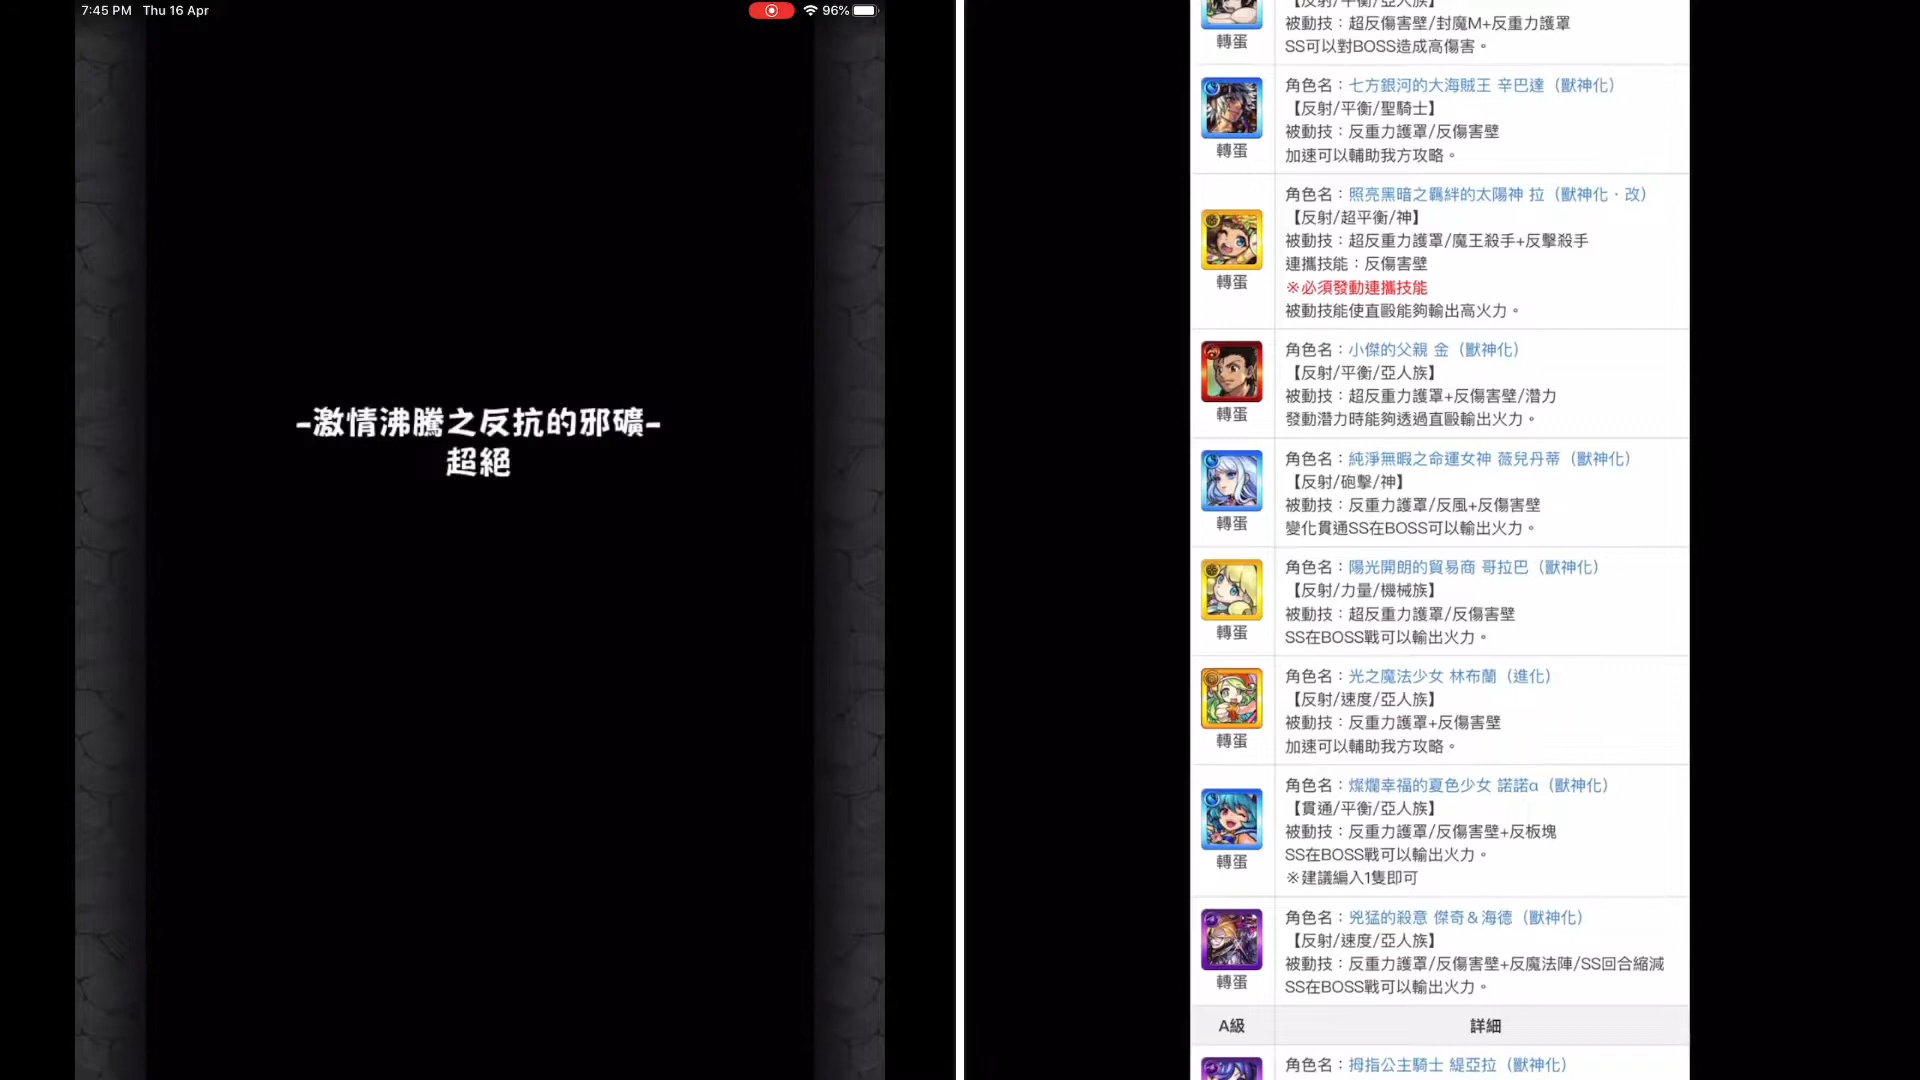 7:45 PM Thu 16 Apr
96%
-激情沸騰之反抗的邪礦-
超絕
【反射/平衡/亞人族】
被動技：超反傷害壁/封魔M+反重力護罩
SS可以對BOSS造成高傷害。
轉蛋
角色名：七方銀河的大海賊王 辛巴達（獸神化）
【反射/平衡/聖騎士】
被動技：反重力護罩/反傷害壁
加速可以輔助我方攻略。
轉蛋
角色名：照亮黑暗之羈絆的太陽神 拉（獸神化・改）
【反射/超平衡/神】
被動技：超反重力護罩/魔王殺手+反擊殺手
連攜技能：反傷害壁
※必須發動連攜技能
被動技能使直毆能夠輸出高火力。
轉蛋
角色名：小傑的父親 金（獸神化）
【反射/平衡/亞人族】
被動技：超反重力護罩+反傷害壁/潛力
發動潛力時能夠透過直毆輸出火力。
轉蛋
角色名：純淨無暇之命運女神 薇兒丹蒂（獸神化）
【反射/砲擊/神】
被動技：反重力護罩/反風+反傷害壁
變化貫通SS在BOSS可以輸出火力。
轉蛋
角色名：陽光開朗的貿易商 哥拉巴（獸神化）
【反射/力量/機械族】
被動技：超反重力護罩/反傷害壁
SS在BOSS戰可以輸出火力。
轉蛋
角色名：光之魔法少女 林布蘭（進化）
【反射/速度/亞人族】
被動技：反重力護罩+反傷害壁
加速可以輔助我方攻略。
轉蛋
角色名：燦爛幸福的夏色少女 諾諾α（獸神化）
【貫通/平衡/亞人族】
被動技：反重力護罩/反傷害壁+反板塊
SS在BOSS戰可以輸出火力。
※建議編入1隻即可
轉蛋
角色名：兇猛的殺意 傑奇＆海德（獸神化）
【反射/速度/亞人族】
被動技：反重力護罩/反傷害壁+反魔法陣/SS回合縮減
SS在BOSS戰可以輸出火力。
轉蛋
A級 詳細
角色名：拇指公主騎士 緹亞拉（獸神化）